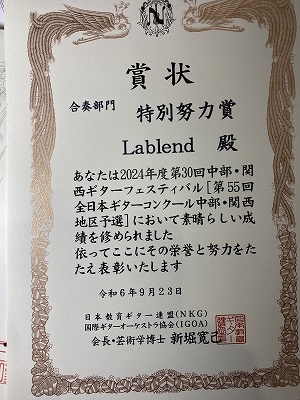 賞状
合奏部門 特別努力賞
Lablend 殿
あなたは2024年度第30回中部・関
西ギターフェスティバル[第55回
全日本ギターコンクール中部・関西
地区予選]において素晴らしい成
績を修められました
依ってここにその栄誉と努力をた
たえ表彰いたします
令和6年9月23日
日本教育ギター連盟(NKG)
国際ギターオーケストラ協会(IGOA)
会長・芸術学博士 新堀寛己